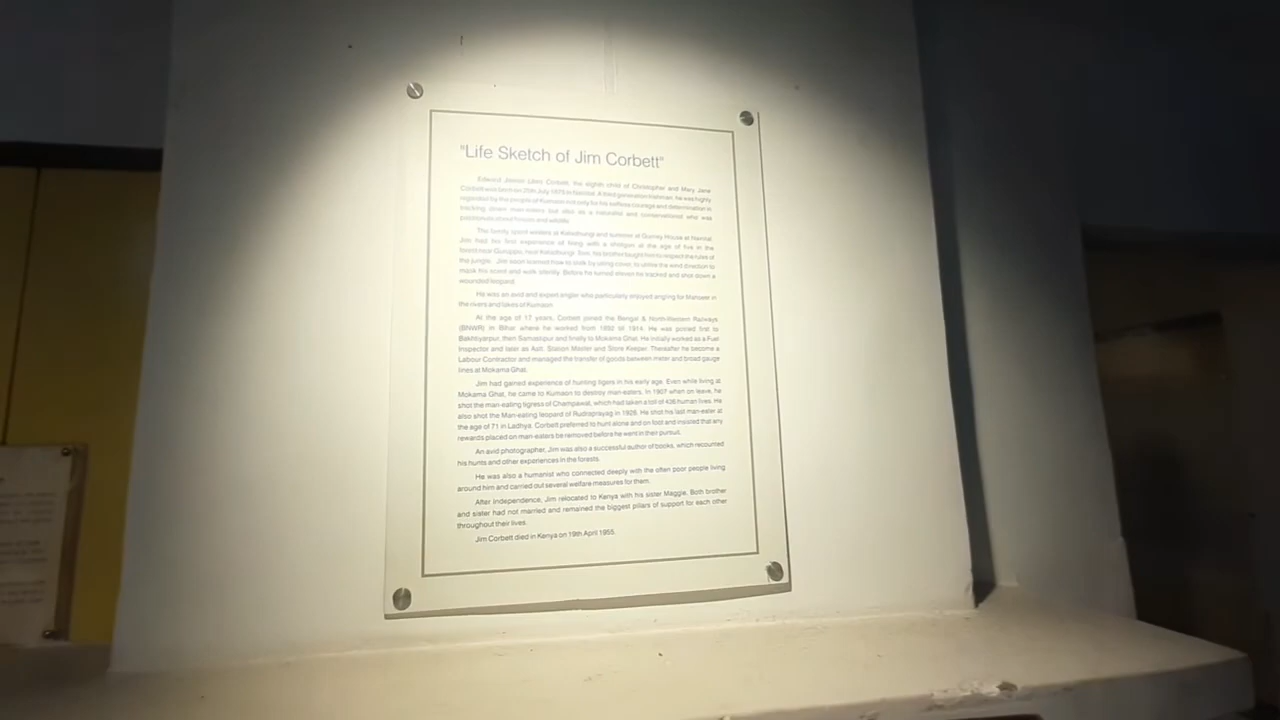 "Life Sketch of Jim Corbett"
Edward James Corbett, the eighth child of Christopher and Mary Jane
Corbett was born on 25th July 1875 in Nainital. A third generation Irishman, he was highly
regarded by the people of Kumaon not only for his selfless courage and determination in
tracking down man-eaters but also as a naturalist and conservationist who was
passionate about forests and wildlife.
The family spent winters at Kaladhungi and summer at Gurney House at Nainital.
Jim had his first experience of living with a shotgun at the age of five in the
forest near Kaladhungi. Tom, his brother taught him to respect the rules of
the jungle. Jim soon learned how to stalk by using cover, to utilise the wind direction to
mask his scent and walk silently. Before he turned eleven he tracked and shot down a
wounded leopard.
He was an avid and expert angler who particularly enjoyed angling for Mahseer in
the rivers and lakes of Kumaon
At the age of 17 years, Corbett joined the Bengal & North-Western Railways
(BNWR) in Bihar where he worked from 1892 till 1914. He was posted first to
Bakhtiyarpur, then Samastipur and finally to Mokama Ghat. He initially worked as a Fuel
Inspector and later as Astt. Station Master and Store Keeper. Thereafter he become a
Labour Contractor and managed the transfer of goods between meter and broad gauge
lines at Mokama Ghat.
Jim had gained experience of hunting tigers in his early age. Even while living at
Mokama Ghat, he came to Kumaon to destroy man-eaters. In 1907 when on leave, he
shot the man-eating tigress of Champawat, which had taken a toll of 436 human lives. He
also shot the Man-eating leopard of Rudraprayag in 1926. He shot his last man-eater at
the age of 71 in Ladhya. Corbett preferred to hunt alone and on foot and insisted that any
rewards placed on man-eaters be removed before he went in their pursuit.
An avid photographer, Jim was also a successful author of books, which recounted
his hunts and other experiences in the forests.
He was also a humanist who connected deeply with the often poor people living
around him and carried out several welfare measures for them.
After Independence, Jim relocated to Kenya with his sister Maggie. Both brother
and sister had not married and remained the biggest pillars of support for each other
throughout their lives.
Jim Corbett died in Kenya on 19th April 1955.